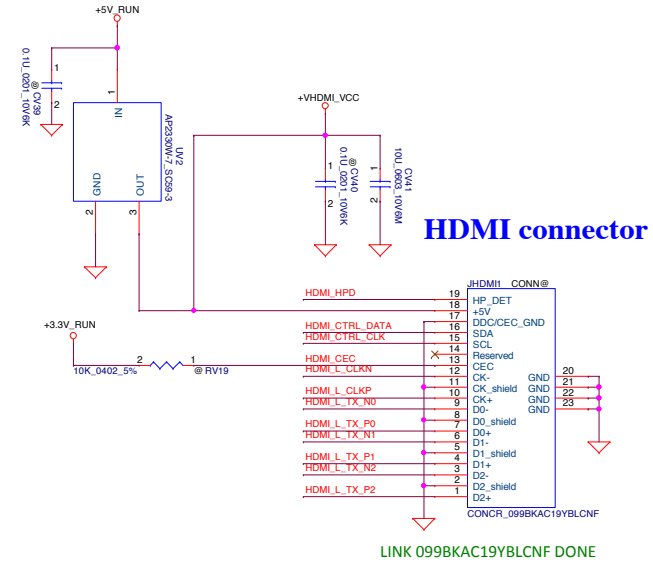 +5V_RUN
1
2
@ CV39
0.1U_0201_10V6K
1
IN
GND
OUT
2
3
UV2
AP2330W-7_SC59-3
+VHDMI_VCC
1
2
@ CV40
0.1U_0201_10V6K
1
2
CV41
10U_0603_10V6M
HDMI connector
JHDMI1 CONN@
HDMI_HPD 19 HP_DET
18 +5V
17 DDC/CEC_GND
HDMI_CTRL_DATA 16 SDA
HDMI_CTRL_CLK 15 SCL
14 Reserved
+3.3V_RUN
2 1
10K_0402_5% @ RV19
HDMI_CEC 13 CEC
HDMI_L_CLKN 12 CK-
11 CK_shield
HDMI_L_CLKP 10 CK+
HDMI_L_TX_N0 9 D0-
8 D0_shield
HDMI_L_TX_P0 7 D0+
HDMI_L_TX_N1 6 D1-
5 D1_shield
HDMI_L_TX_P1 4 D1+
HDMI_L_TX_N2 3 D2-
2 D2_shield
HDMI_L_TX_P2 1 D2+
GND 20
GND 21
GND 22
GND 23
CONCR_099BKAC19YBLCNF
LINK 099BKAC19YBLCNF DONE